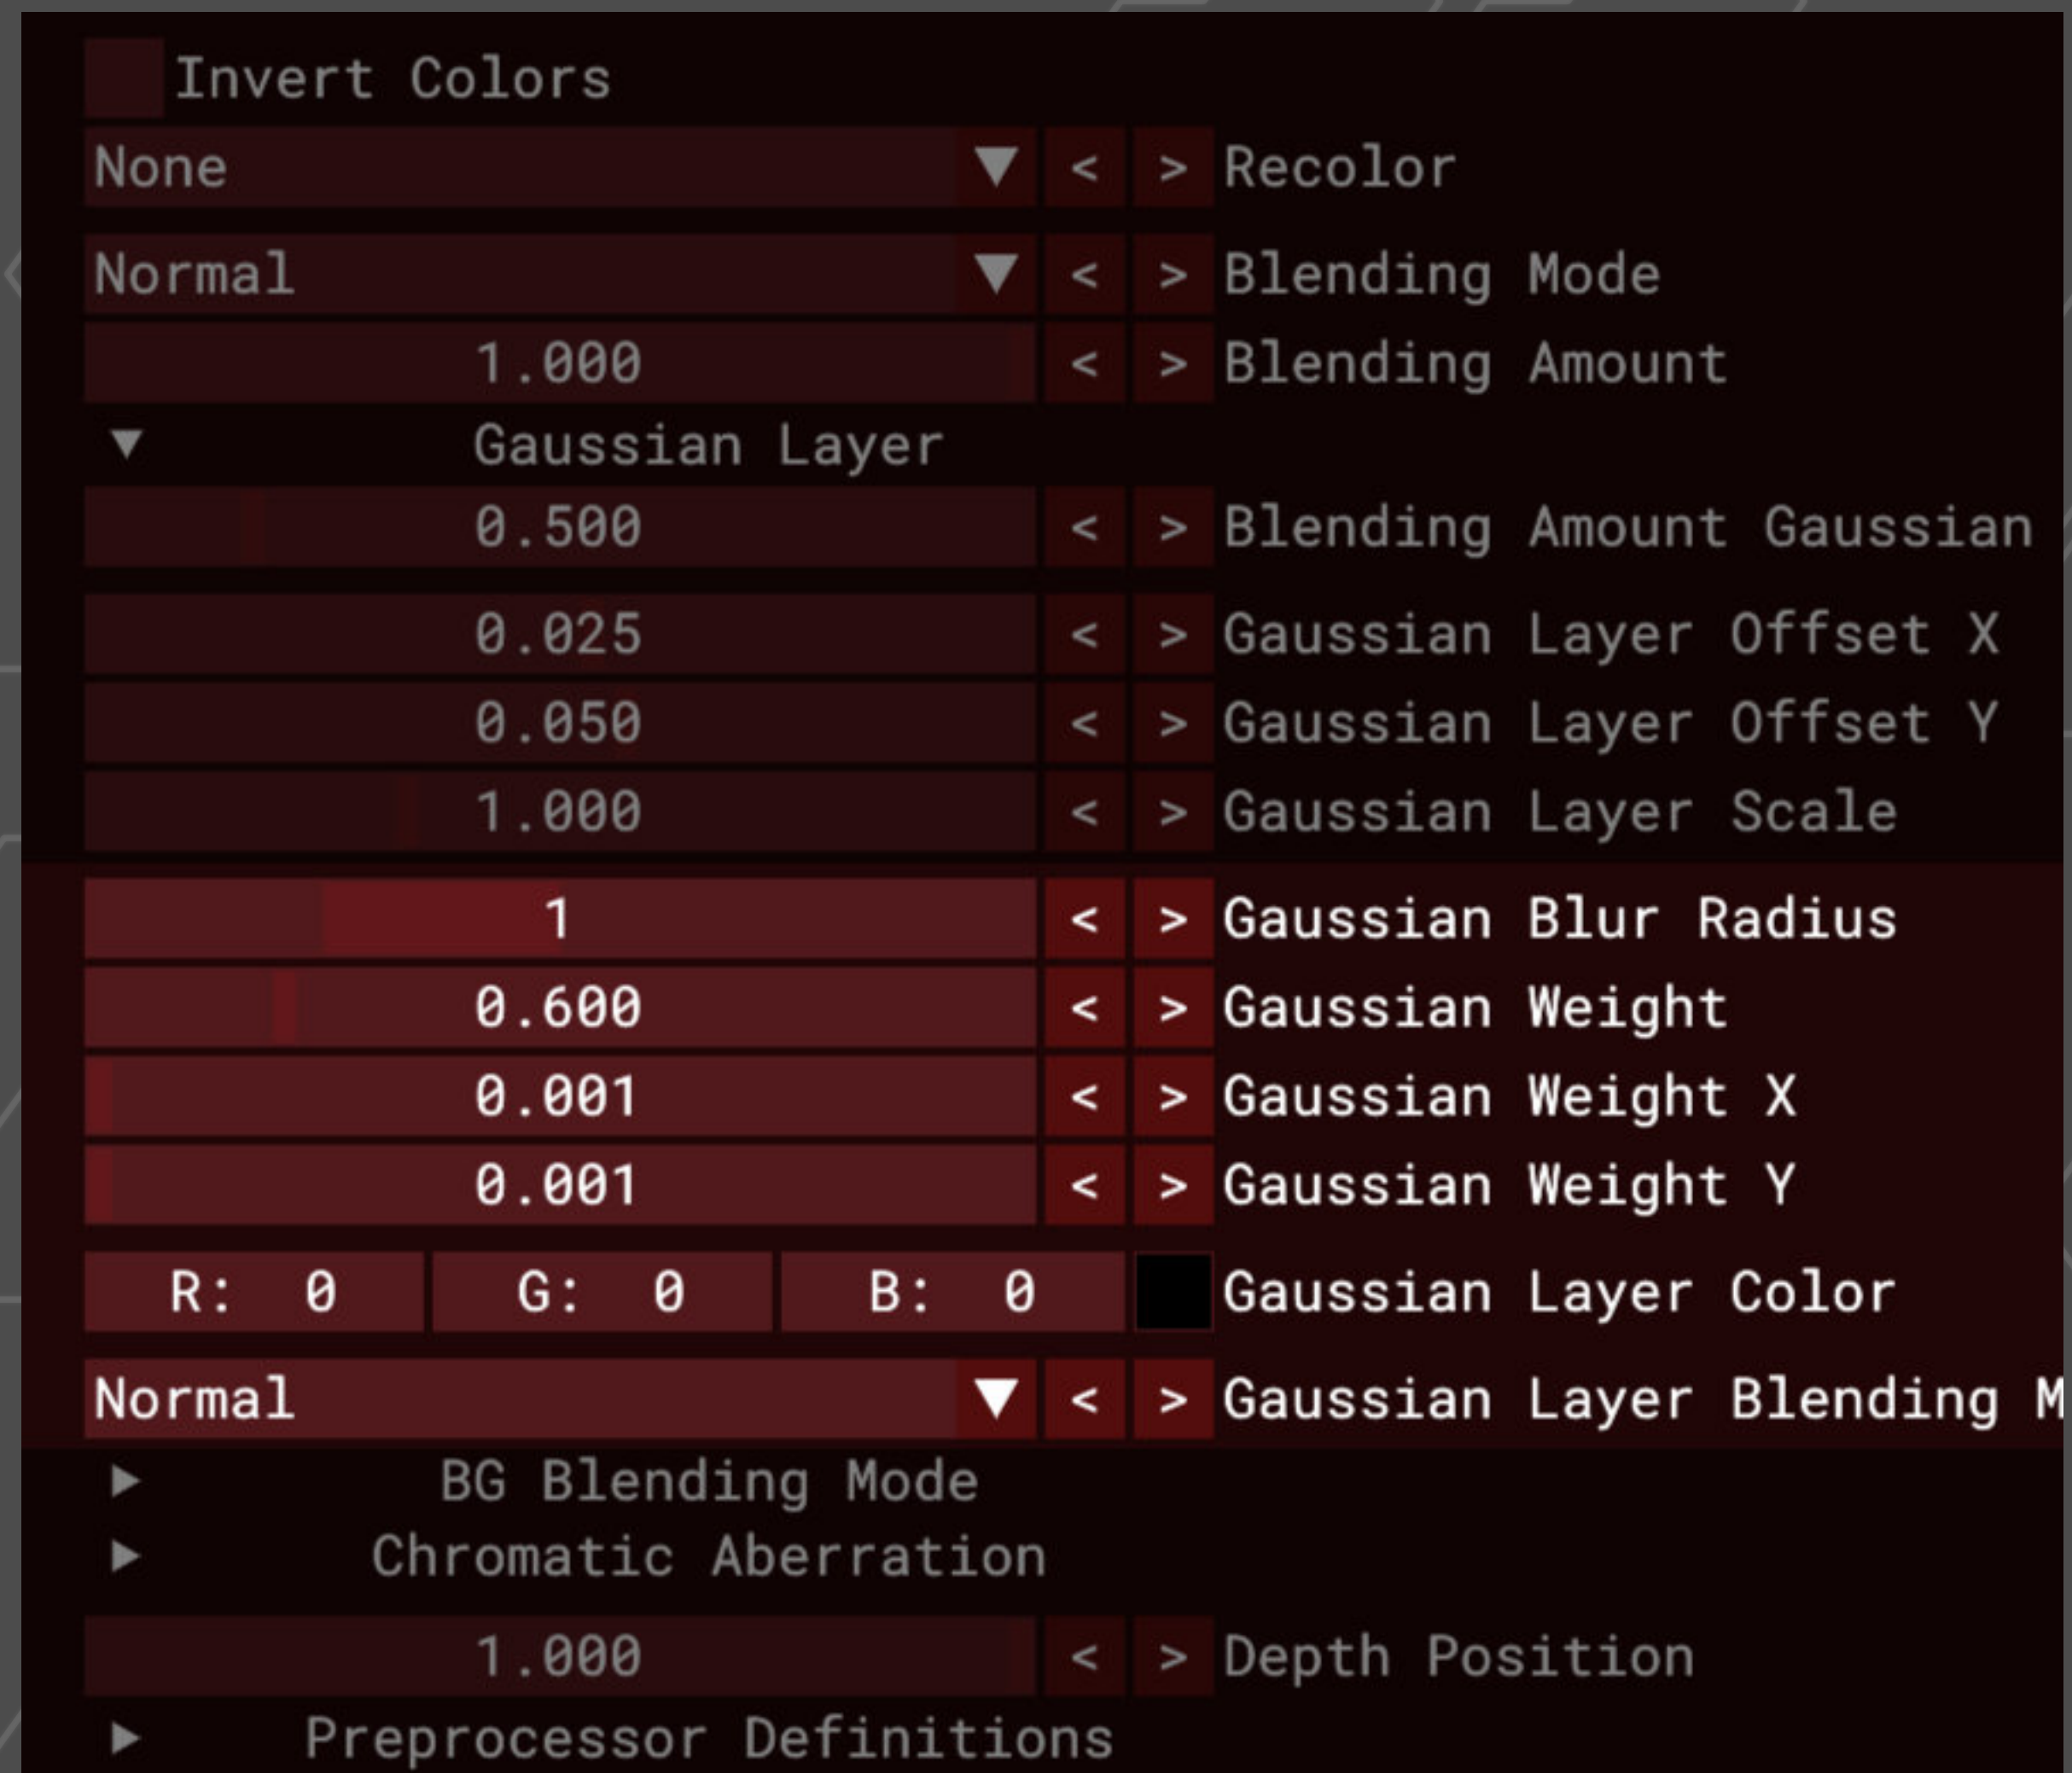 Invert Colors
None ▼ < > Recolor
Normal ▼ < > Blending Mode
1.000 < > Blending Amount
▼ Gaussian Layer
0.500 < > Blending Amount Gaussian
0.025 < > Gaussian Layer Offset X
0.050 < > Gaussian Layer Offset Y
1.000 < > Gaussian Layer Scale
1 < > Gaussian Blur Radius
0.600 < > Gaussian Weight
0.001 < > Gaussian Weight X
0.001 < > Gaussian Weight Y
R: 0 G: 0 B: 0 Gaussian Layer Color
Normal ▼ < > Gaussian Layer Blending M
▶ BG Blending Mode
▶ Chromatic Aberration
1.000 < > Depth Position
▶ Preprocessor Definitions